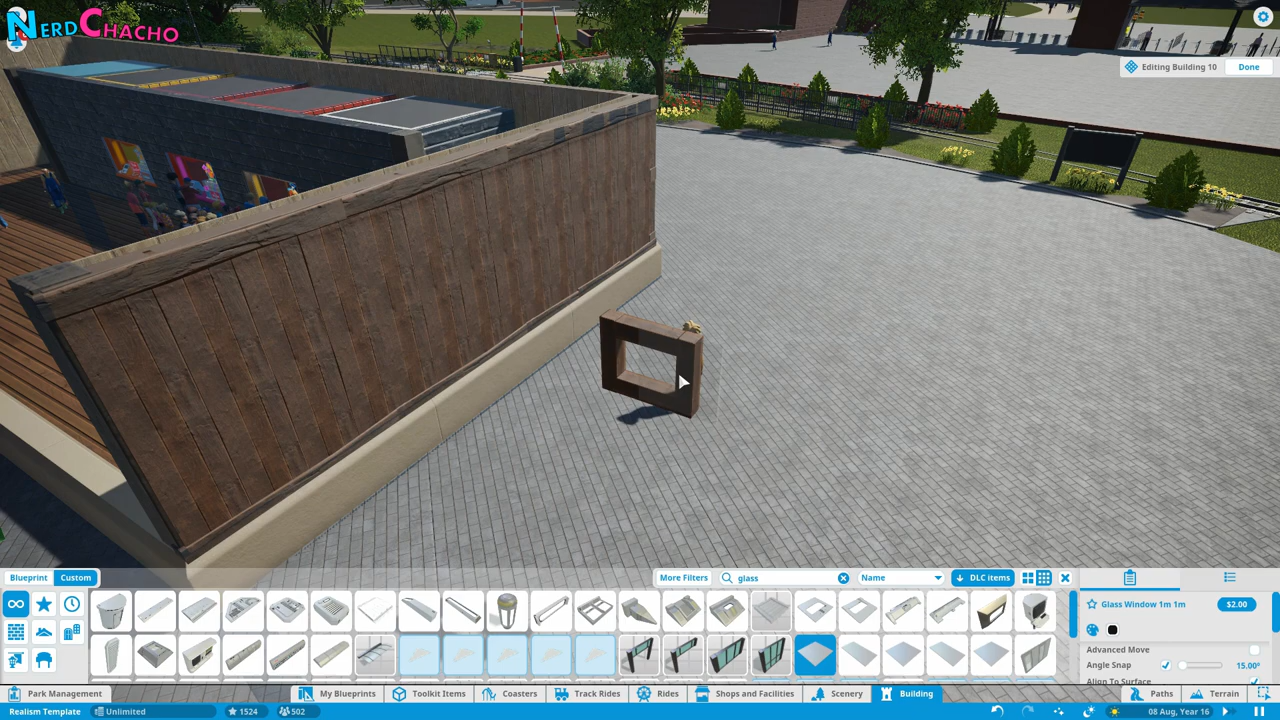 NERDCHACHO
Editing Building 10
Done
Blueprint
Custom
More Filters
glass
Name
DLC items
Glass Window 1m 1m
$2.00
Advanced Move
Angle Snap
15.00°
Align To Surface
Park Management
My Blueprints
Toolkit Items
Coasters
Track Rides
Rides
Shops and Facilities
Scenery
Building
Paths
Terrain
Realism Template
Unlimited
1524
502
08 Aug, Year 16